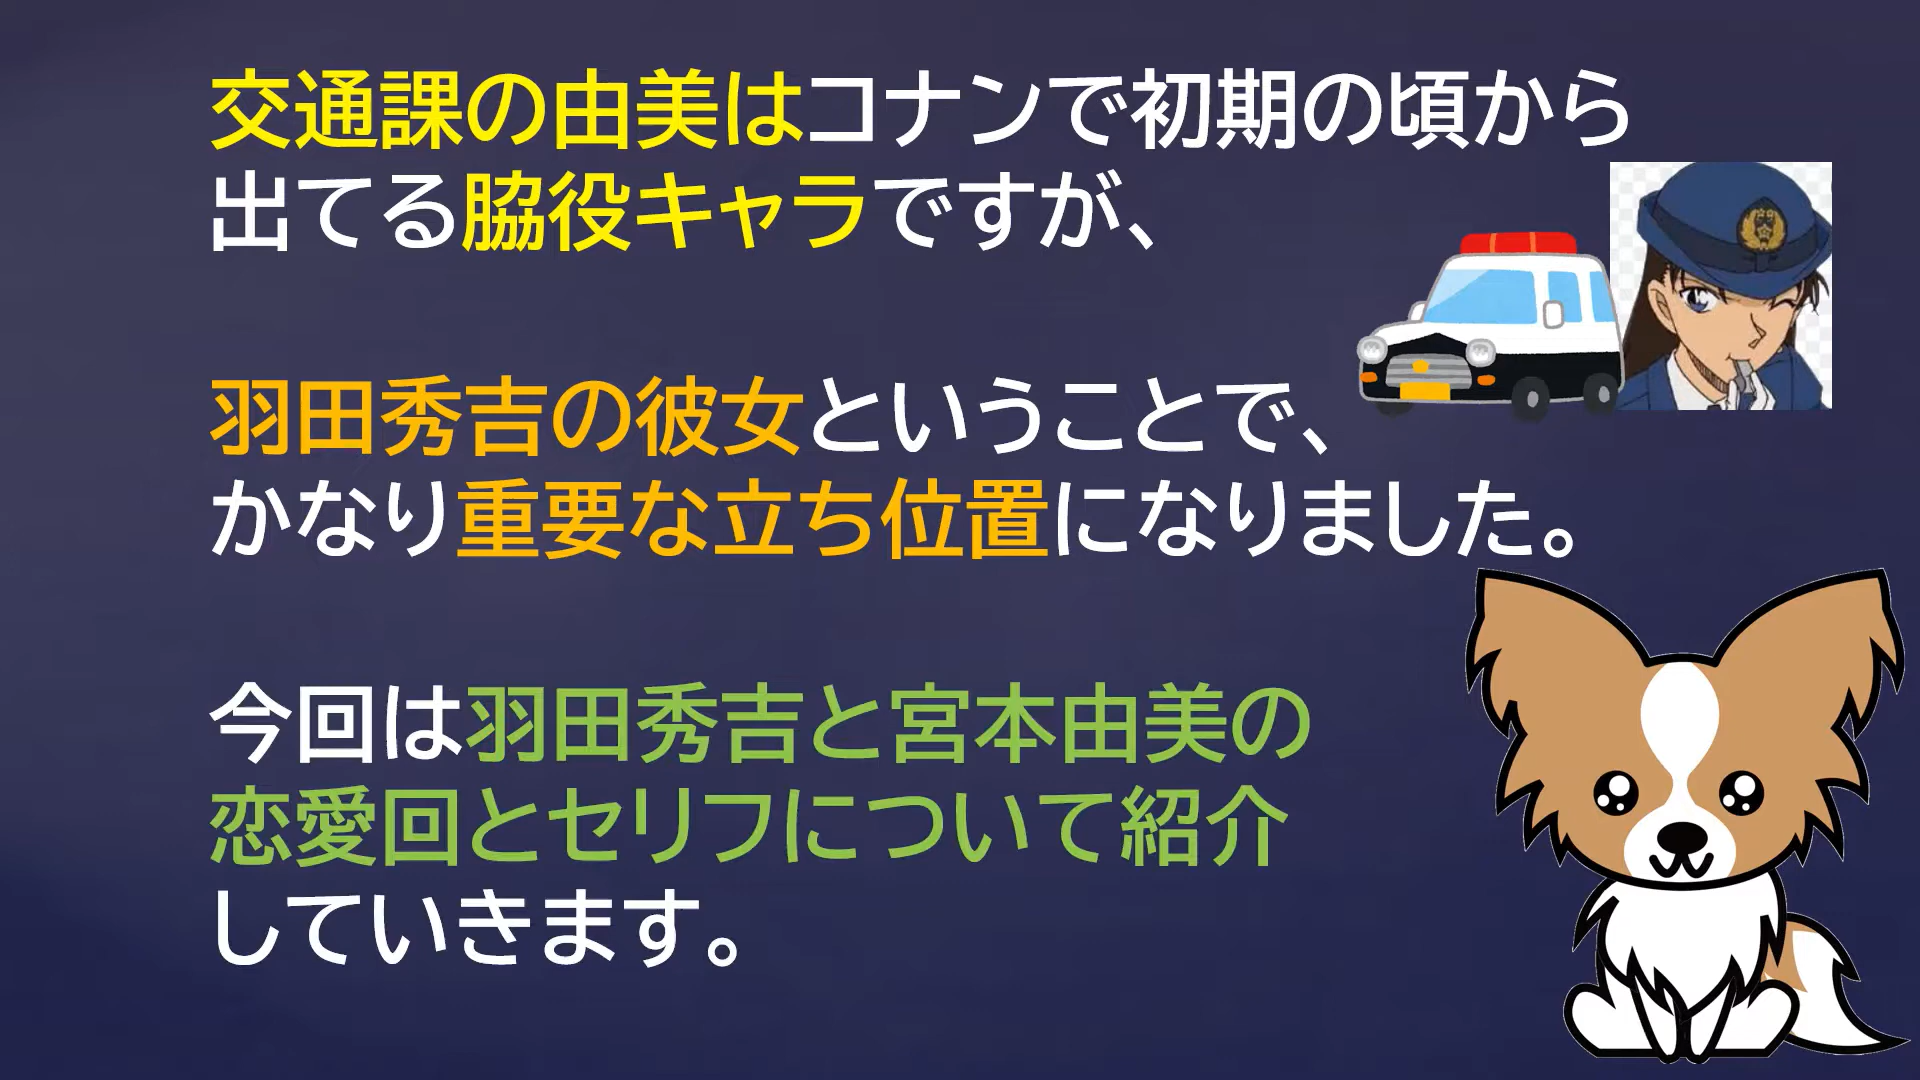 交通課の由美はコナンで初期の頃から
出てる脇役キャラですが、
羽田秀吉の彼女ということで、
かなり重要な立ち位置になりました。
今回は羽田秀吉と宮本由美の
恋愛回とセリフについて紹介
していきます。